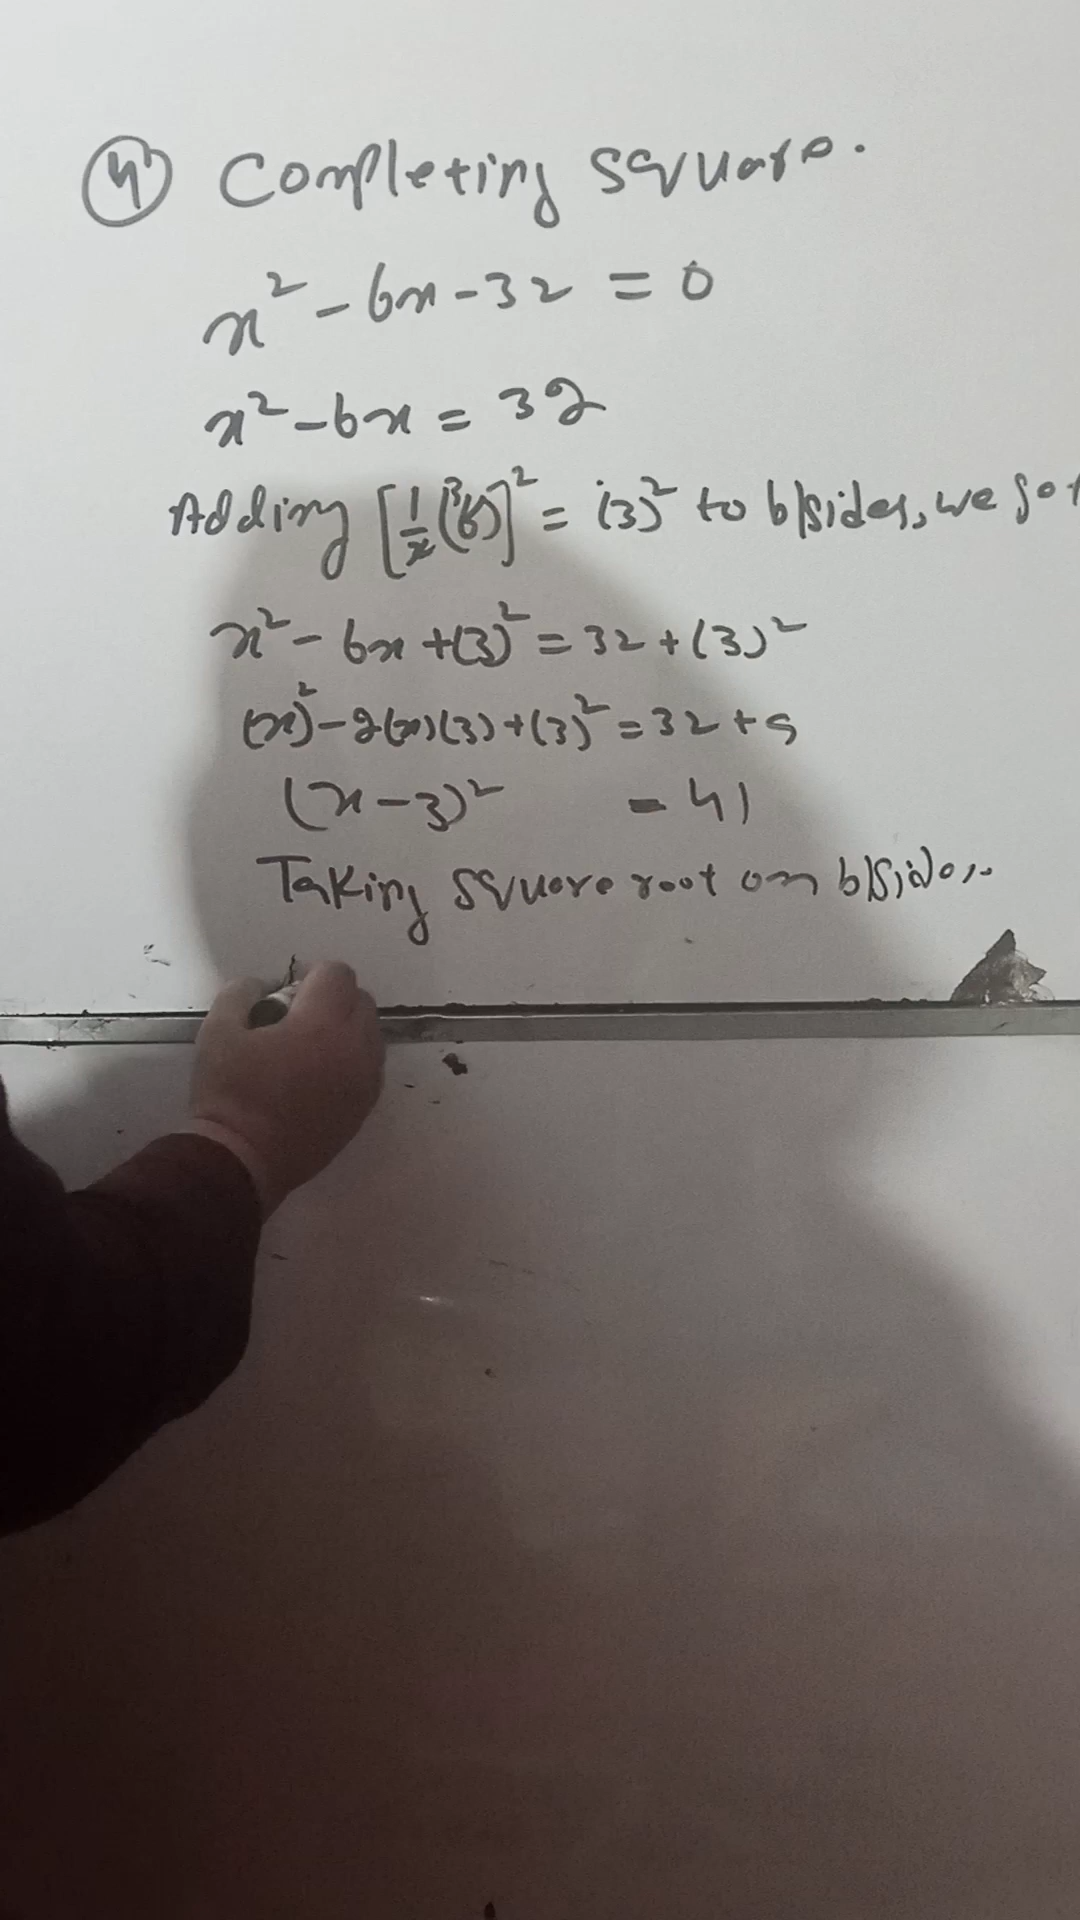 4 Completing square.
x² - 6x - 32 = 0
x² - 6x = 32
Adding [1/2(6)³]² = (3)² to b/sides, we get
x² - 6x + (3)² = 32 + (3)²
(x)² - 2(x)(3) + (3)² = 32 + 9
(x - 3)² = 41
Taking square root on b/sides.